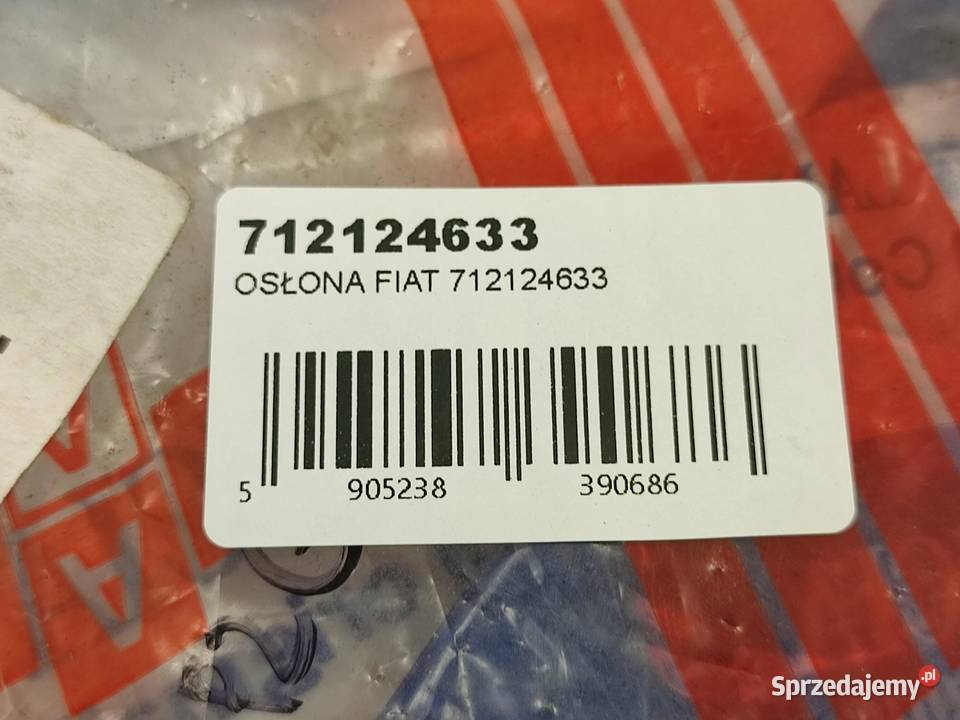 712124633
OSŁONA FIAT 712124633
5 905238 390686
Sprzedajemy.pl